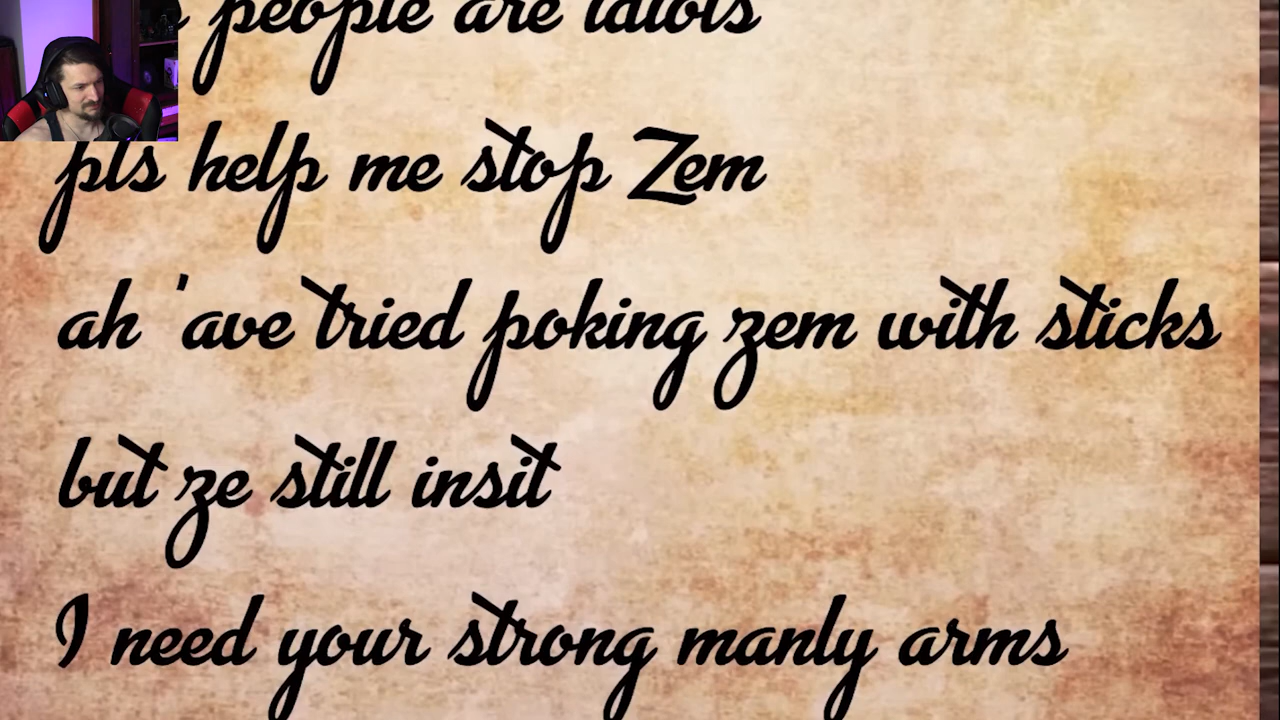 people are idiots
pls help me stop Zem
ah 'ave tried poking zem with sticks
but ze still insit
I need your strong manly arms